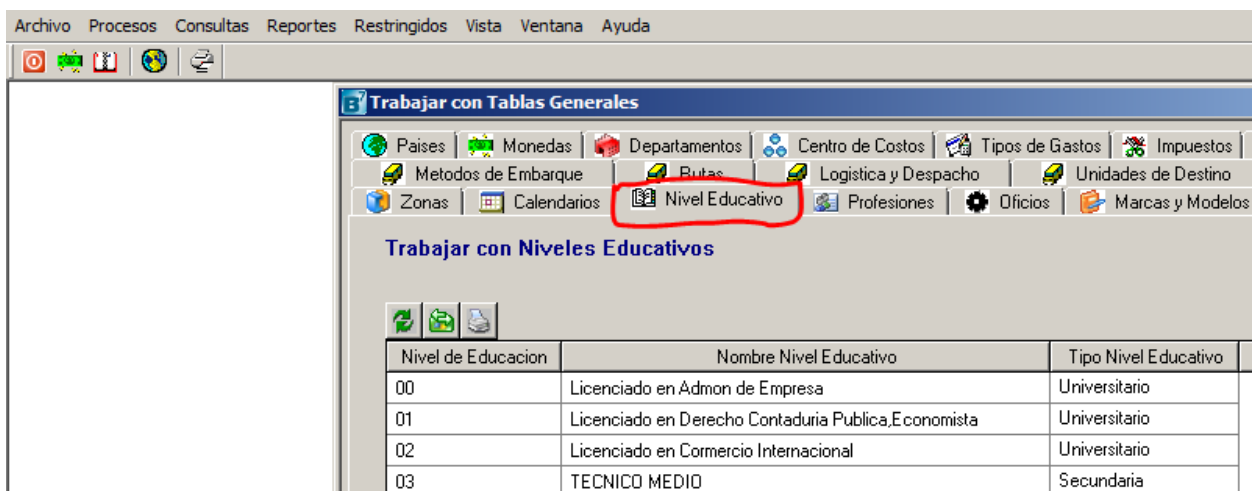 Archivo Procesos Consultas Reportes Restringidos Vista Ventana Ayuda
Trabajar con Tablas Generales
Paises Monedas Departamentos Centro de Costos Tipos de Gastos Impuestos
Metodos de Embarque Rutas Logistica y Despacho Unidades de Destino
Zonas Calendarios Nivel Educativo Profesiones Oficios Marcas y Modelos
Trabajar con Niveles Educativos
Nivel de Educacion Nombre Nivel Educativo Tipo Nivel Educativo
00 Licenciado en Admon de Empresa Universitario
01 Licenciado en Derecho Contaduria Publica,Economista Universitario
02 Licenciado en Comercio Internacional Universitario
03 TECNICO MEDIO Secundaria